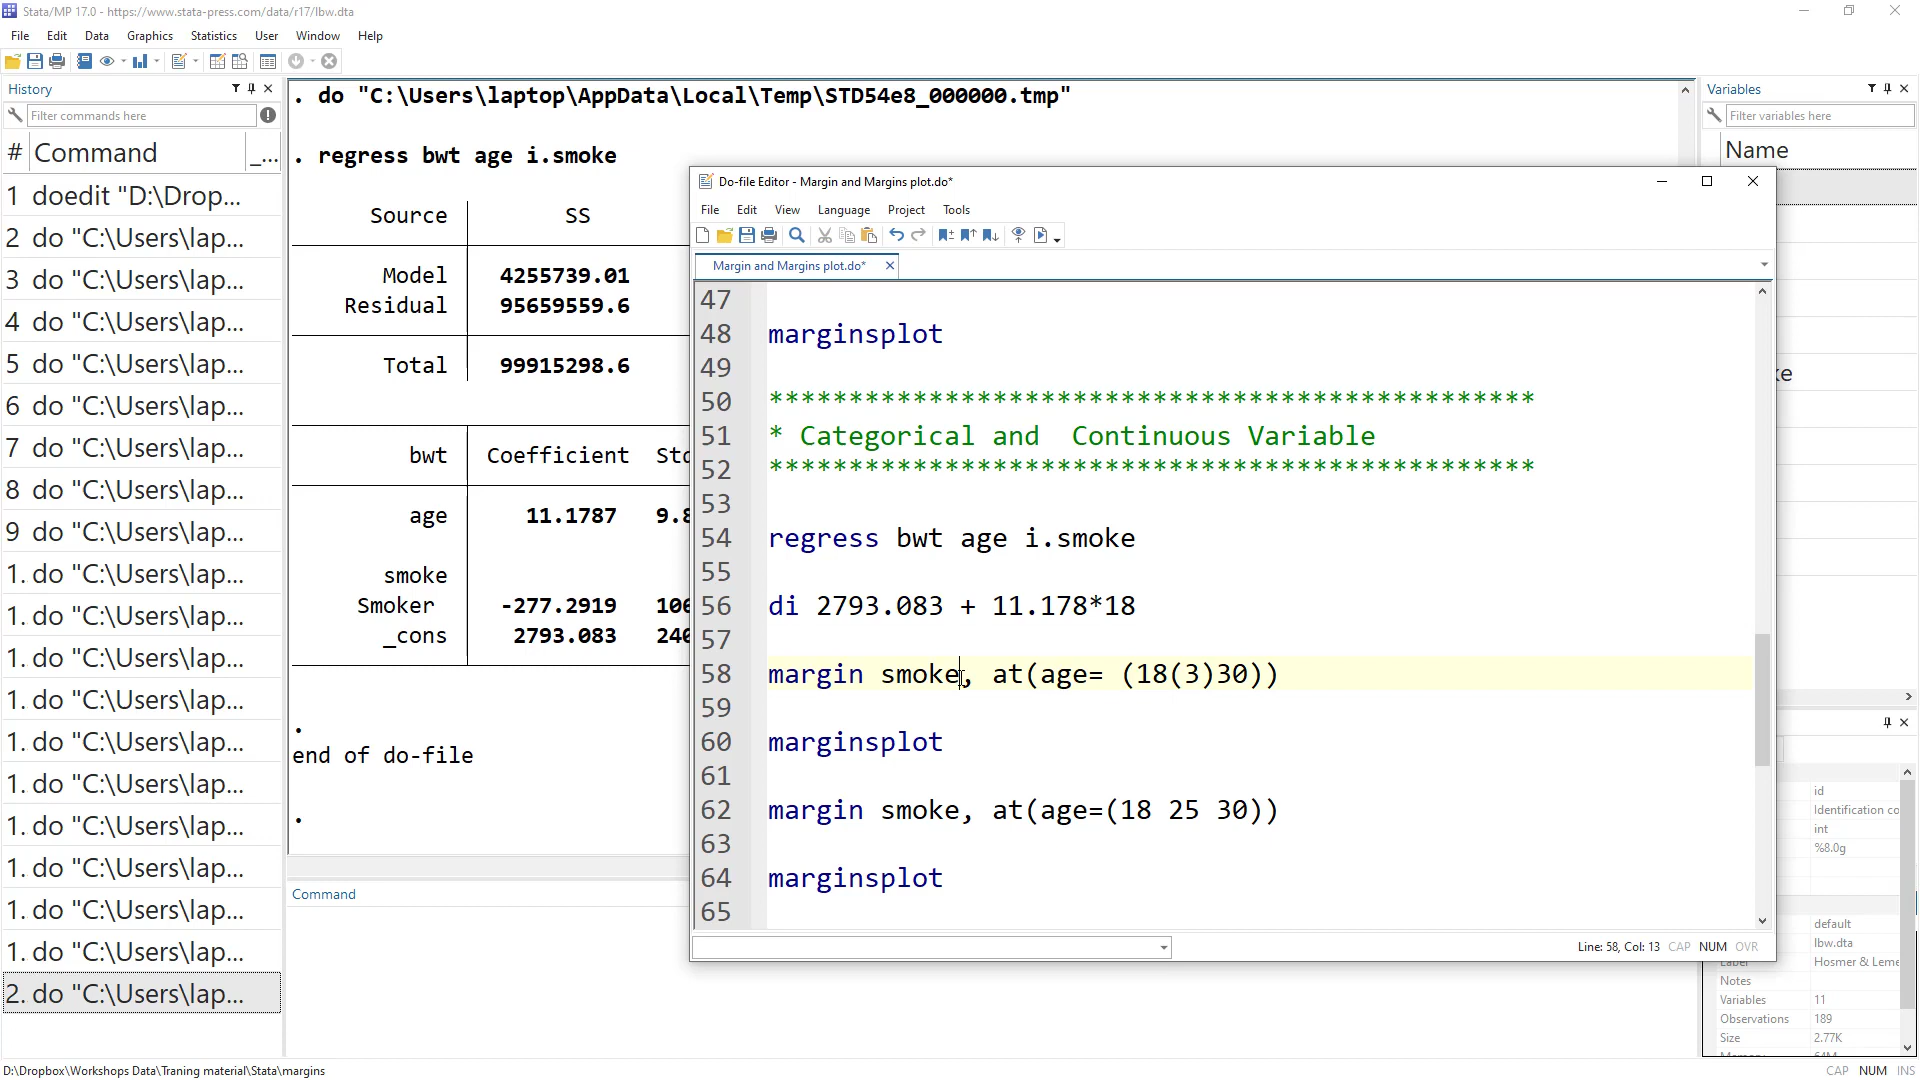 Stata/MP 17.0 - https://www.stata-press.com/data/r17/lbw.dta
File Edit Data Graphics Statistics User Window Help
History
Filter commands here
# Command _...
1 doedit "D:\Drop...
2 do "C:\Users\lap...
3 do "C:\Users\lap...
4 do "C:\Users\lap...
5 do "C:\Users\lap...
6 do "C:\Users\lap...
7 do "C:\Users\lap...
8 do "C:\Users\lap...
9 do "C:\Users\lap...
1. do "C:\Users\lap...
1. do "C:\Users\lap...
1. do "C:\Users\lap...
1. do "C:\Users\lap...
1. do "C:\Users\lap...
1. do "C:\Users\lap...
1. do "C:\Users\lap...
1. do "C:\Users\lap...
1. do "C:\Users\lap...
1. do "C:\Users\lap...
2. do "C:\Users\lap...
. do "C:\Users\laptop\AppData\Local\Temp\STD54e8_000000.tmp"
. regress bwt age i.smoke
Source SS
Model 4255739.01
Residual 95659559.6
Total 99915298.6
bwt Coefficient Std
age 11.1787 9.8
smoke
Smoker -277.2919 106
_cons 2793.083 240
.
end of do-file
.
Command
Do-file Editor - Margin and Margins plot.do*
File Edit View Language Project Tools
Margin and Margins plot.do*
47
48 marginsplot
49
50 ************************************************
51 * Categorical and  Continuous Variable
52 ************************************************
53
54 regress bwt age i.smoke
55
56 di 2793.083 + 11.178*18
57
58 margin smoke, at(age= (18(3)30))
59
60 marginsplot
61
62 margin smoke, at(age=(18 25 30))
63
64 marginsplot
65
Line: 58, Col: 13 CAP NUM OVR
Variables
Filter variables here
Name
ke
id
Identification co
int
%8.0g
default
lbw.dta
Label Hosmer & Leme
Notes
Variables 11
Observations 189
Size 2.77K
Memory 64M
D:\Dropbox\Workshops Data\Traning material\Stata\margins
CAP NUM INS